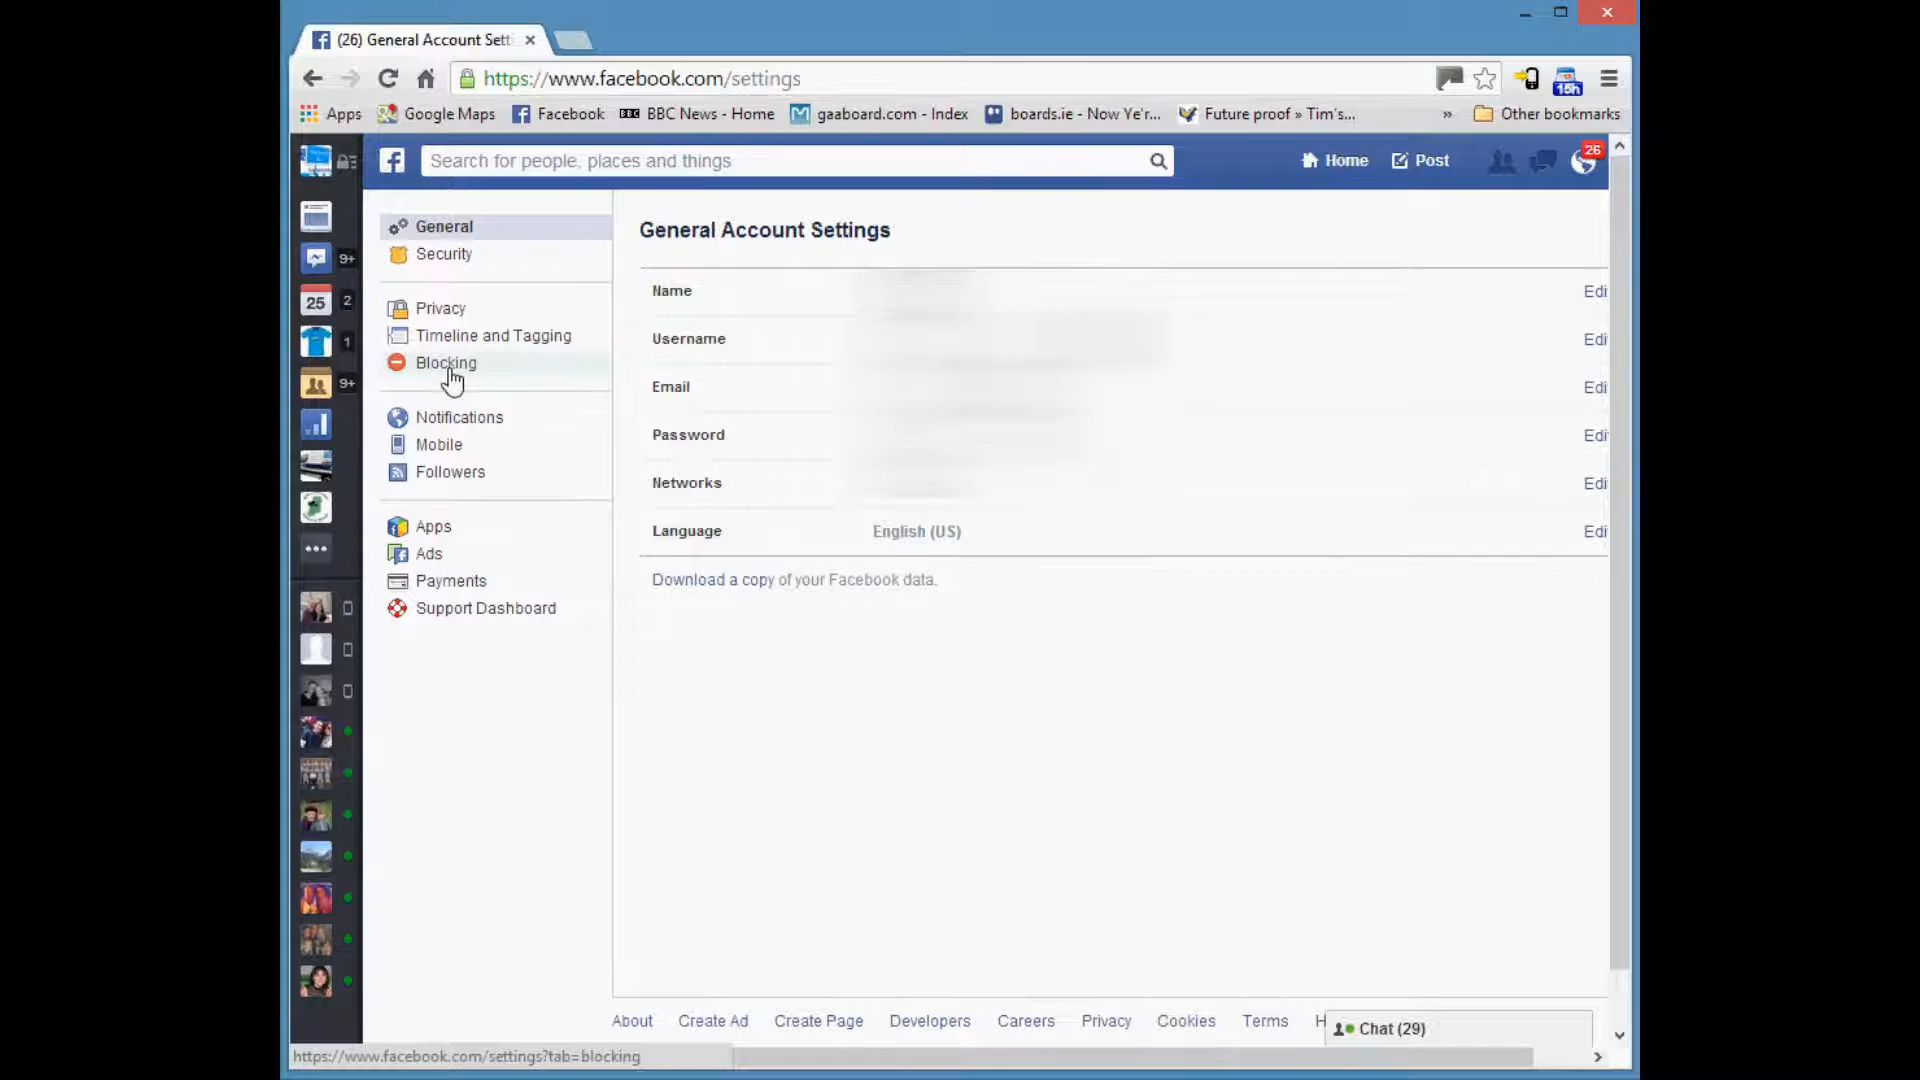 (26) General Account Sett
https://www.facebook.com/settings
15h
Apps Google Maps Facebook BBC News - Home gaaboard.com - Index boards.ie - Now Ye'r... Future proof » Tim's... » Other bookmarks
Search for people, places and things
Home Post 26
General
Security
Privacy
Timeline and Tagging
Blocking
Notifications
Mobile
Followers
Apps
Ads
Payments
Support Dashboard
9+
25 2
1
9+
General Account Settings
Name Edi
Username Edi
Email Edi
Password Edi
Networks Edi
Language English (US) Edi
Download a copy of your Facebook data.
About Create Ad Create Page Developers Careers Privacy Cookies Terms H
Chat (29)
https://www.facebook.com/settings?tab=blocking